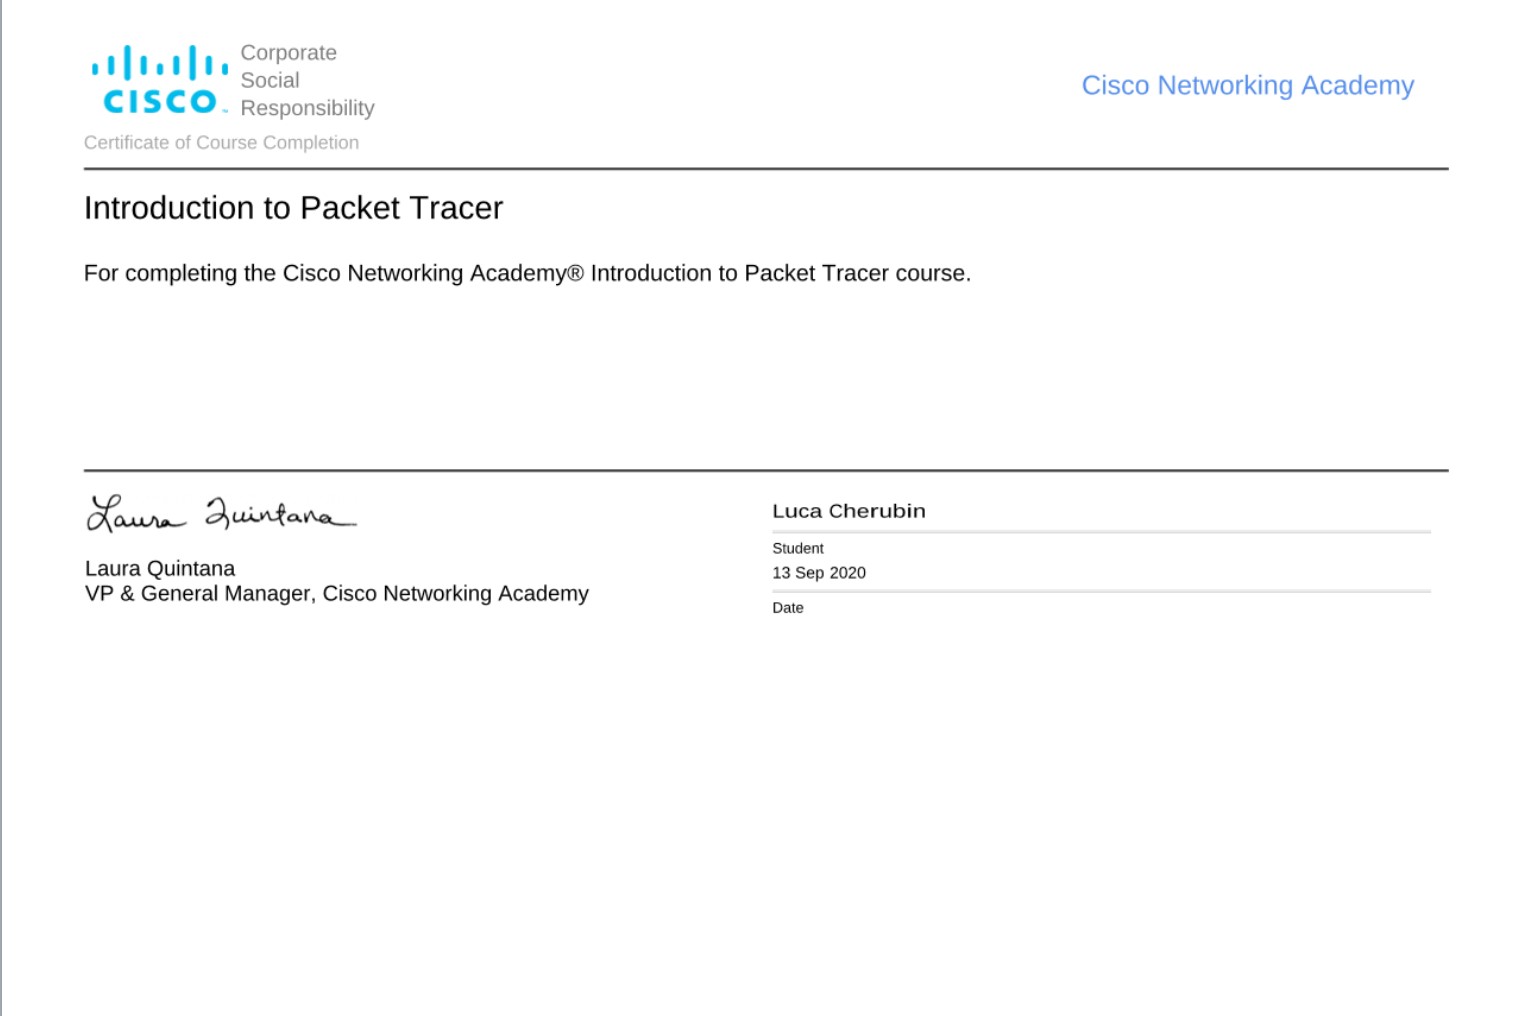 CISCO
Corporate
Social
Responsibility
Cisco Networking Academy
Certificate of Course Completion
Introduction to Packet Tracer
For completing the Cisco Networking Academy® Introduction to Packet Tracer course.
Laura Quintana
Laura Quintana
VP & General Manager, Cisco Networking Academy
Luca Cherubin
Student
13 Sep 2020
Date